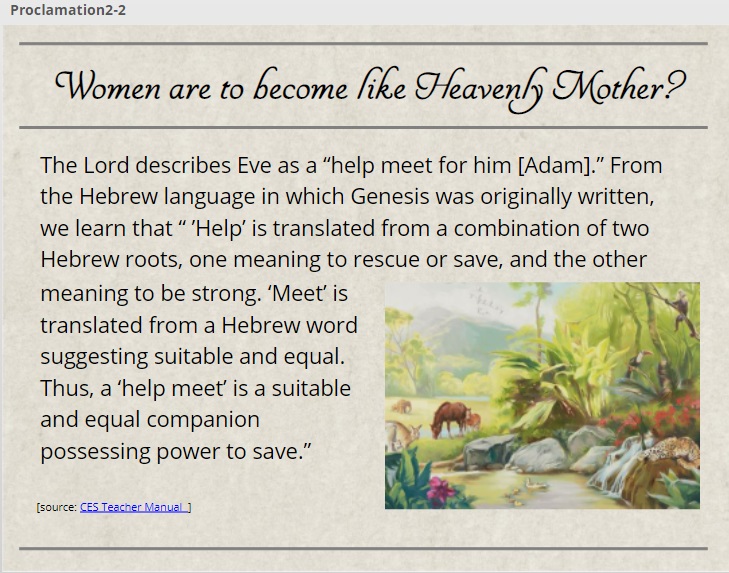 Proclamation2-2
Women are to become like Heavenly Mother?
The Lord describes Eve as a “help meet for him [Adam].” From
the Hebrew language in which Genesis was originally written,
we learn that “ ’Help’ is translated from a combination of two
Hebrew roots, one meaning to rescue or save, and the other
meaning to be strong. ‘Meet’ is
translated from a Hebrew word
suggesting suitable and equal.
Thus, a ‘help meet’ is a suitable
and equal companion
possessing power to save.”
[source: CES Teacher Manual ]